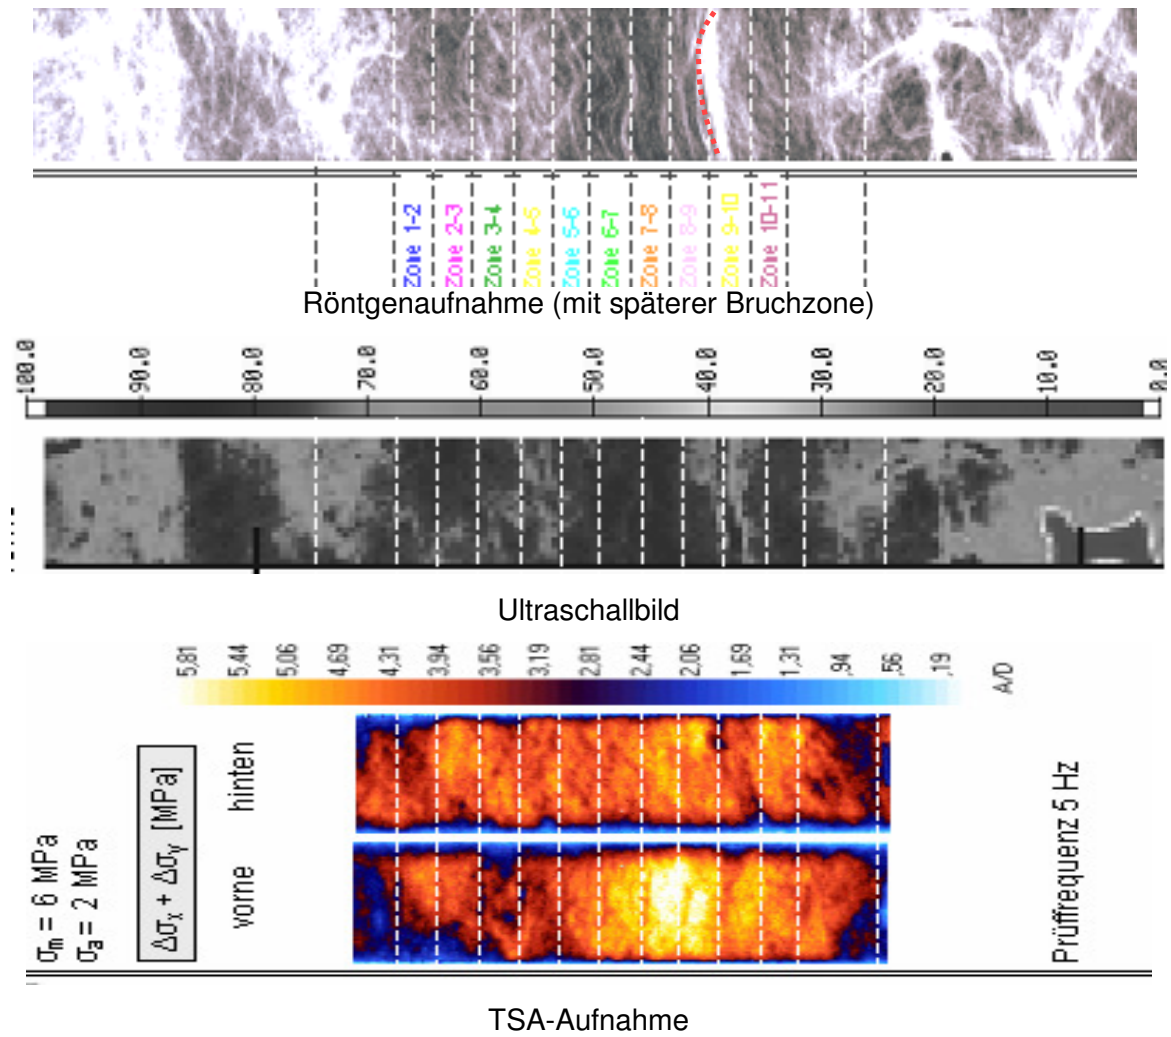 Zone 1-2
Zone 2-3
Zone 3-4
Zone 4-5
Zone 5-6
Zone 6-7
Zone 7-8
Zone 8-9
Zone 9-10
Zone 10-11
Röntgenaufnahme (mit späterer Bruchzone)
100.0
90.0
80.0
70.0
60.0
50.0
40.0
30.0
20.0
10.0
0.0
Ultraschallbild
5,81
5,44
5,06
4,69
4,31
3,94
3,56
3,19
2,81
2,44
2,06
1,69
1,31
,94
,56
,19
A/D
σm = 6 MPa
σa = 2 MPa
Δσx + Δσy [MPa]
hinten
vorne
Prüffrequenz 5 Hz
TSA-Aufnahme